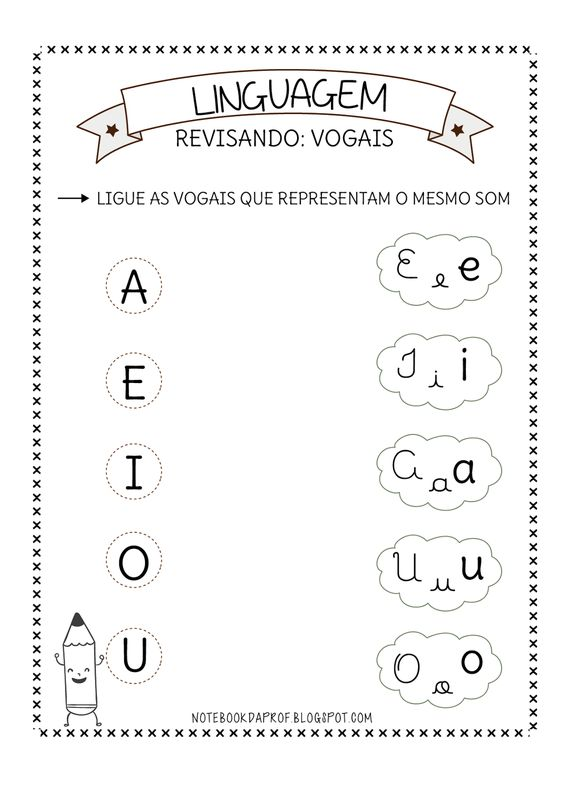 LINGUAGEM
REVISANDO: VOGAIS
LIGUE AS VOGAIS QUE REPRESENTAM O MESMO SOM
A
E e e
E
I i i
I
A a a
O
U u u
U
O o o
NOTEBOOKDAPROF.BLOGSPOT.COM